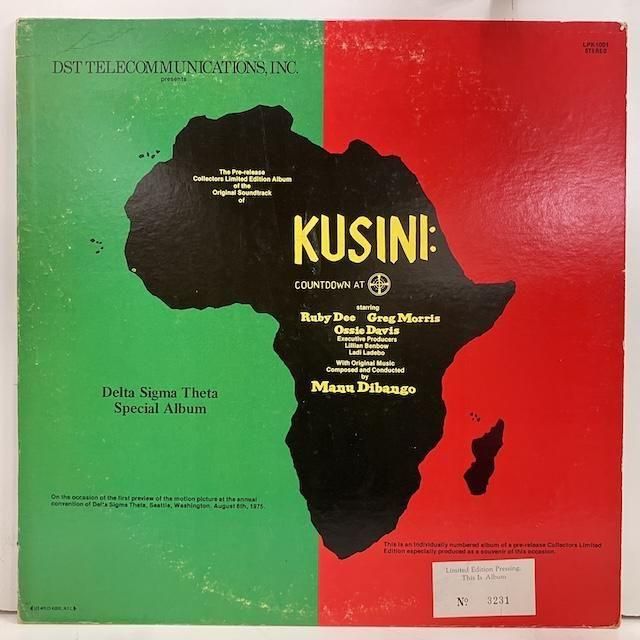 DST TELECOMMUNICATIONS, INC.
presents
LPK1001
STEREO
The Pre-release
Collectors Limited Edition Album
of the
Original Soundtrack
of
KUSINI:
COUNTDOWN AT
starring
Ruby Dee Greg Morris
Ossie Davis
Executive Producers
Lillian Benbow
Ladi Ladebo
With Original Music
Composed and Conducted
by
Manu Dibango
Delta Sigma Theta
Special Album
On the occasion of the first preview of the motion picture at the annual
convention of Delta Sigma Theta, Seattle, Washington, August 6th, 1975.
This is an individually numbered album of a pre-release Collectors Limited
Edition especially produced as a souvenir of this occasion.
Limited Edition Pressing.
This Is Album
No 3231